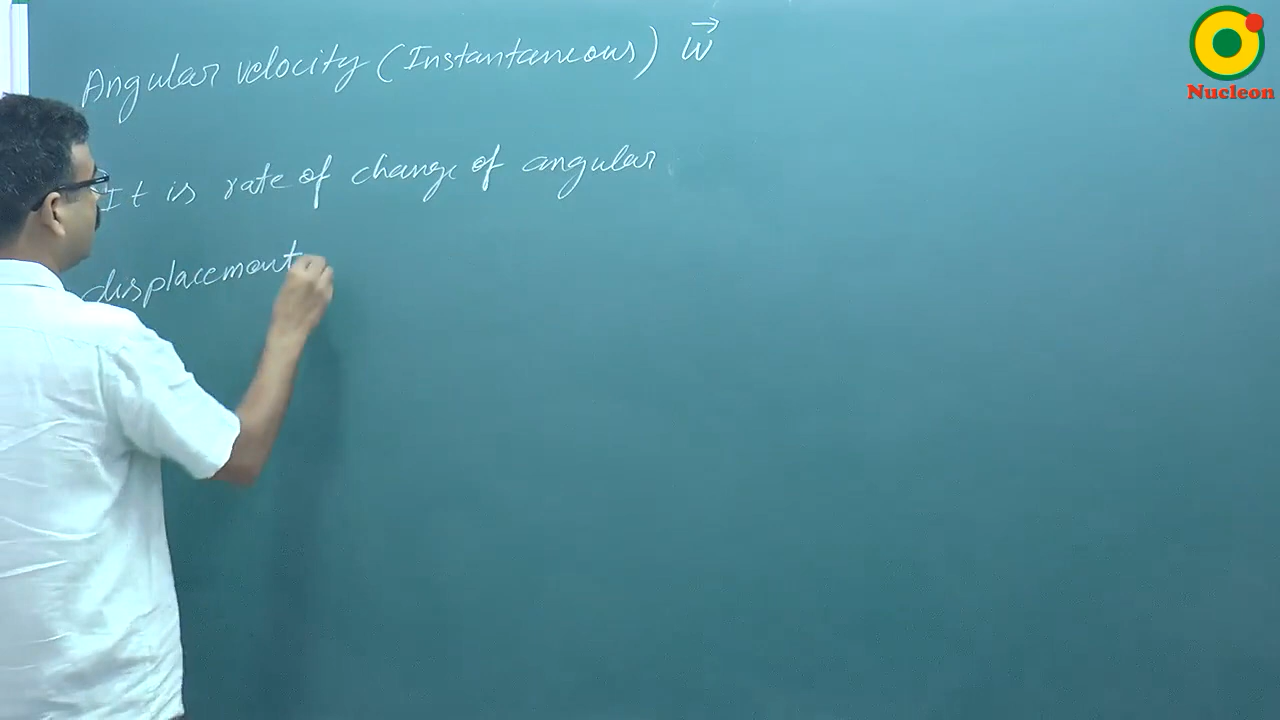 Angular velocity (Instantaneous) w⃗
Nucleon
It is rate of change of angular
displacement